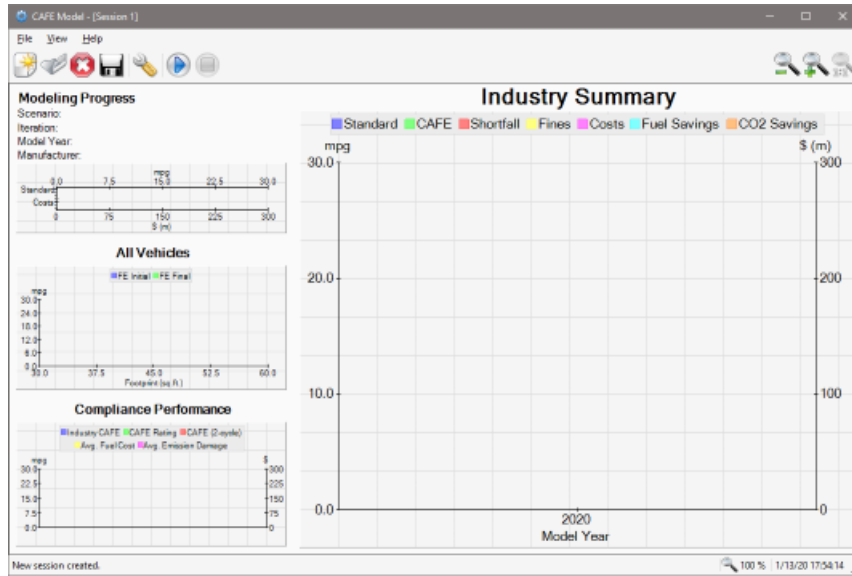 CAFE Model - [Session 1]
File View Help
Modeling Progress
Scenario:
Iteration:
Model Year:
Manufacturer:
mpg
0.0 7.5 15.0 22.5 30.0
Standard
Costs
0 75 150 225 300
$ (m)
All Vehicles
FE Initial FE Final
mpg
30.0
24.0
18.0
12.0
6.0
0.0
30.0 37.5 45.0 52.5 60.0
Footprint (sq.ft.)
Compliance Performance
Industry CAFE CAFE Rating CAFE (2-cycle)
Avg. Fuel Cost Avg. Emission Damage
mpg $
30.0 300
22.5 225
15.0 150
7.5 75
0.0 0
Industry Summary
Standard CAFE Shortfall Fines Costs Fuel Savings CO2 Savings
mpg $ (m)
30.0 300
20.0 200
10.0 100
0.0 0
2020
Model Year
New session created.
100 % 1/13/20 17:54:14